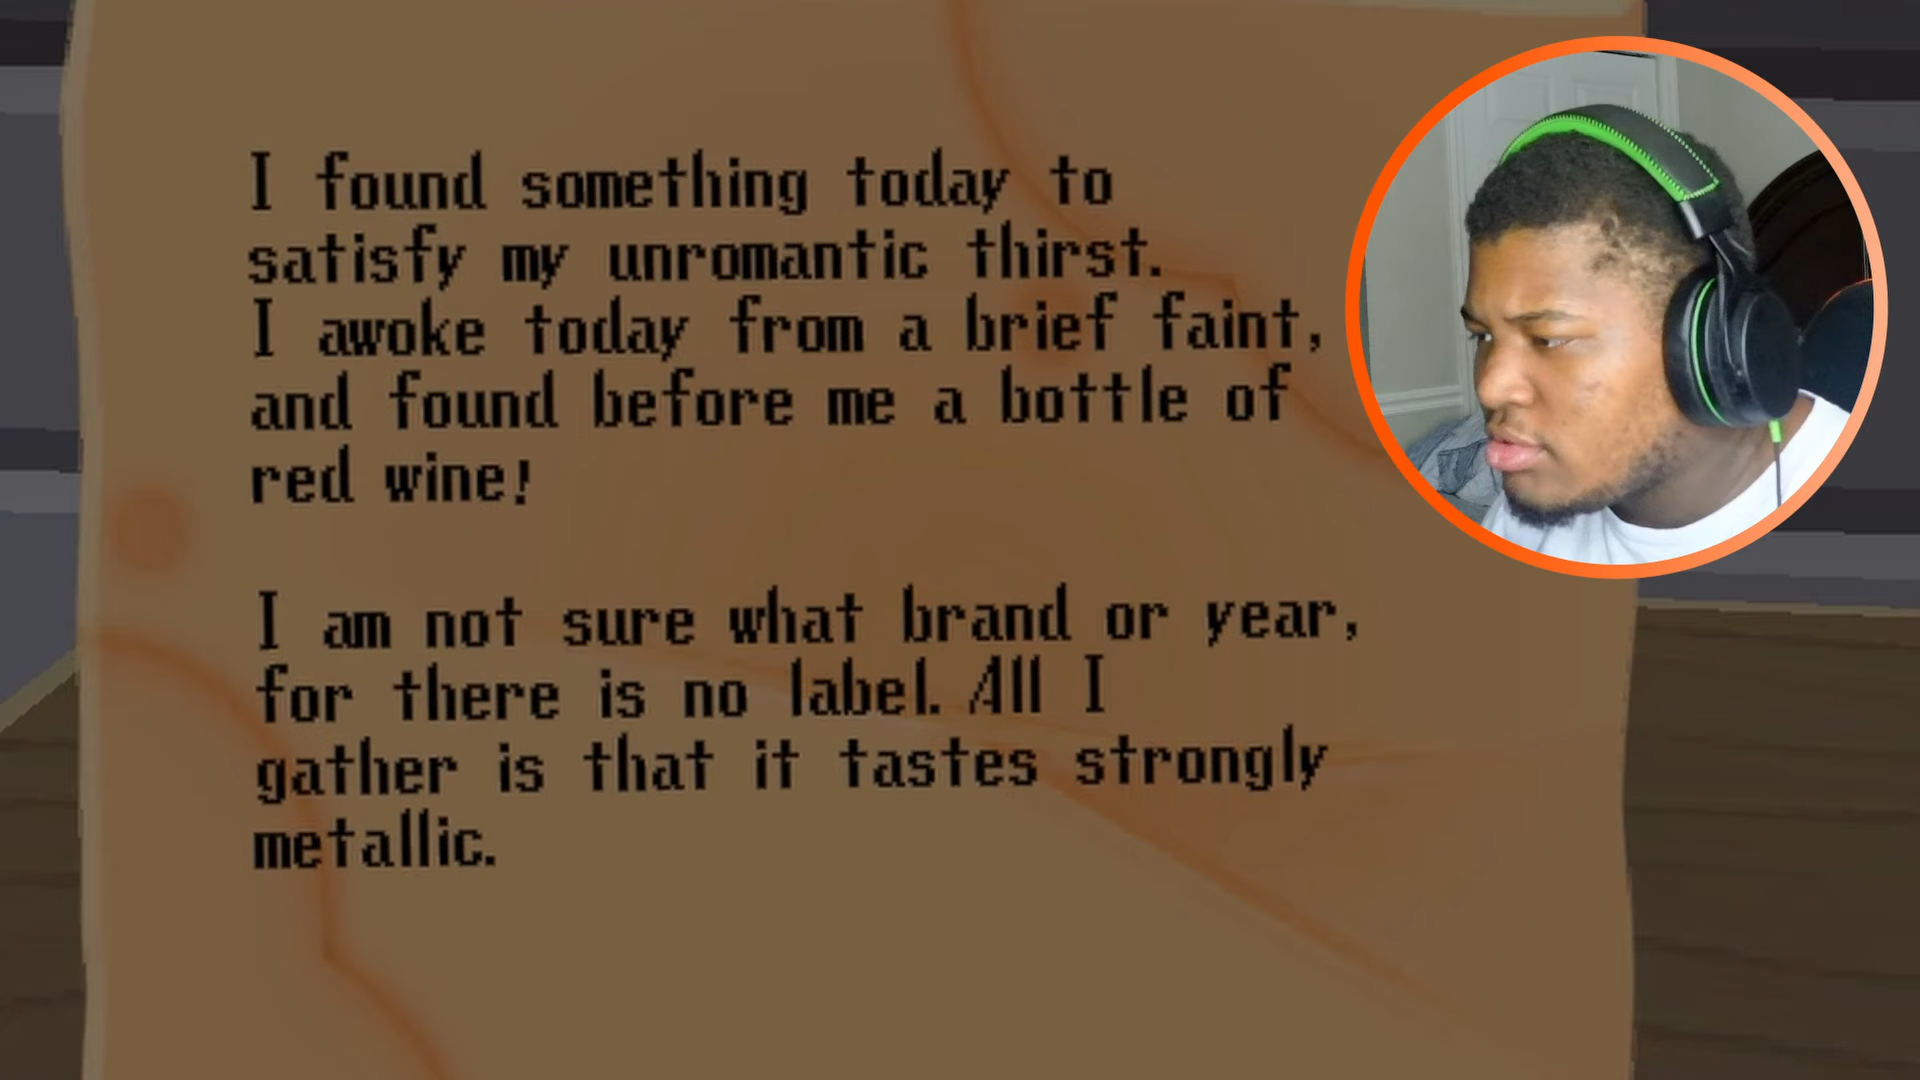 I found something today to
satisfy my unromantic thirst.
I awoke today from a brief faint,
and found before me a bottle of
red wine!
I am not sure what brand or year,
for there is no label. All I
gather is that it tastes strongly
metallic.